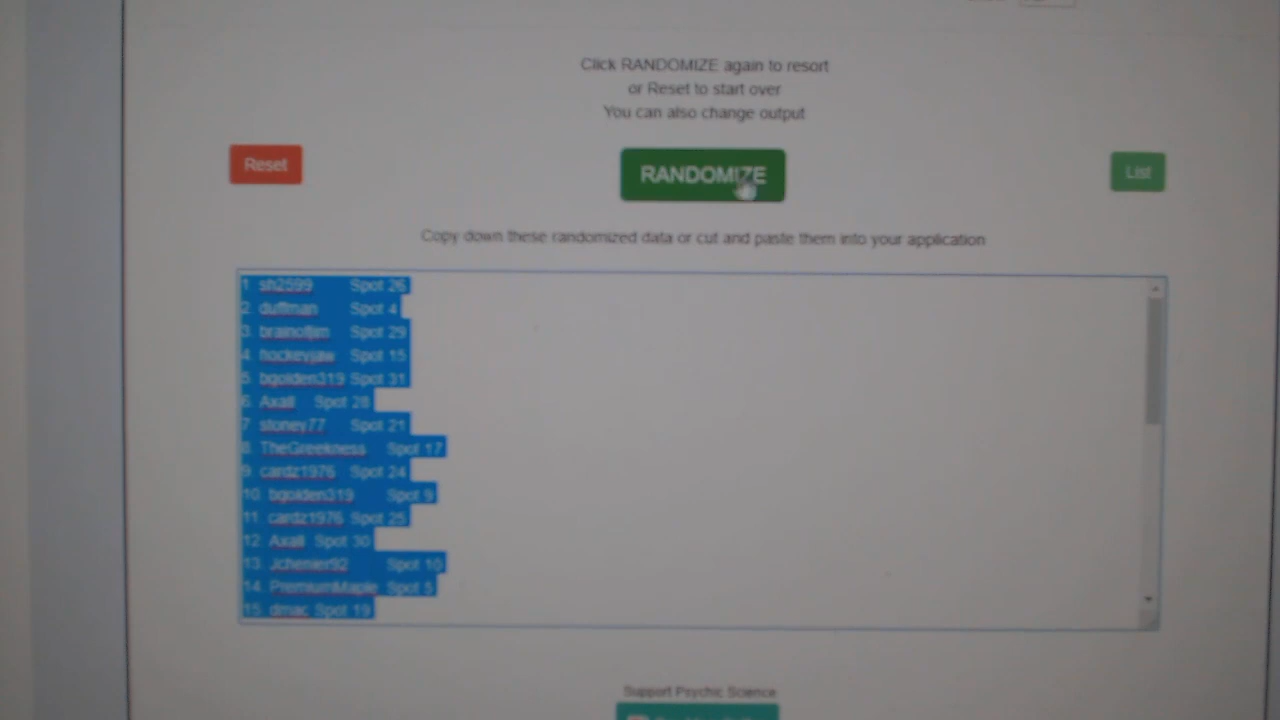 Click RANDOMIZE again to resort
or Reset to start over
You can also change output
Reset
RANDOMIZE
List
Copy down these randomized data or cut and paste them into your application
1. sh2599 Spot 26
2. duffman Spot 4
3. brainofjim Spot 29
4. hockeyjaw Spot 15
5. bgolden319 Spot 31
6. Axall Spot 28
7. stoney77 Spot 21
8. TheGreekness Spot 17
9. cardz1976 Spot 24
10. bgolden319 Spot 9
11. cardz1976 Spot 25
12. Axall Spot 30
13. Jchenier92 Spot 10
14. PremiumMaple Spot 5
15. dmac Spot 19
Support Psychic Science